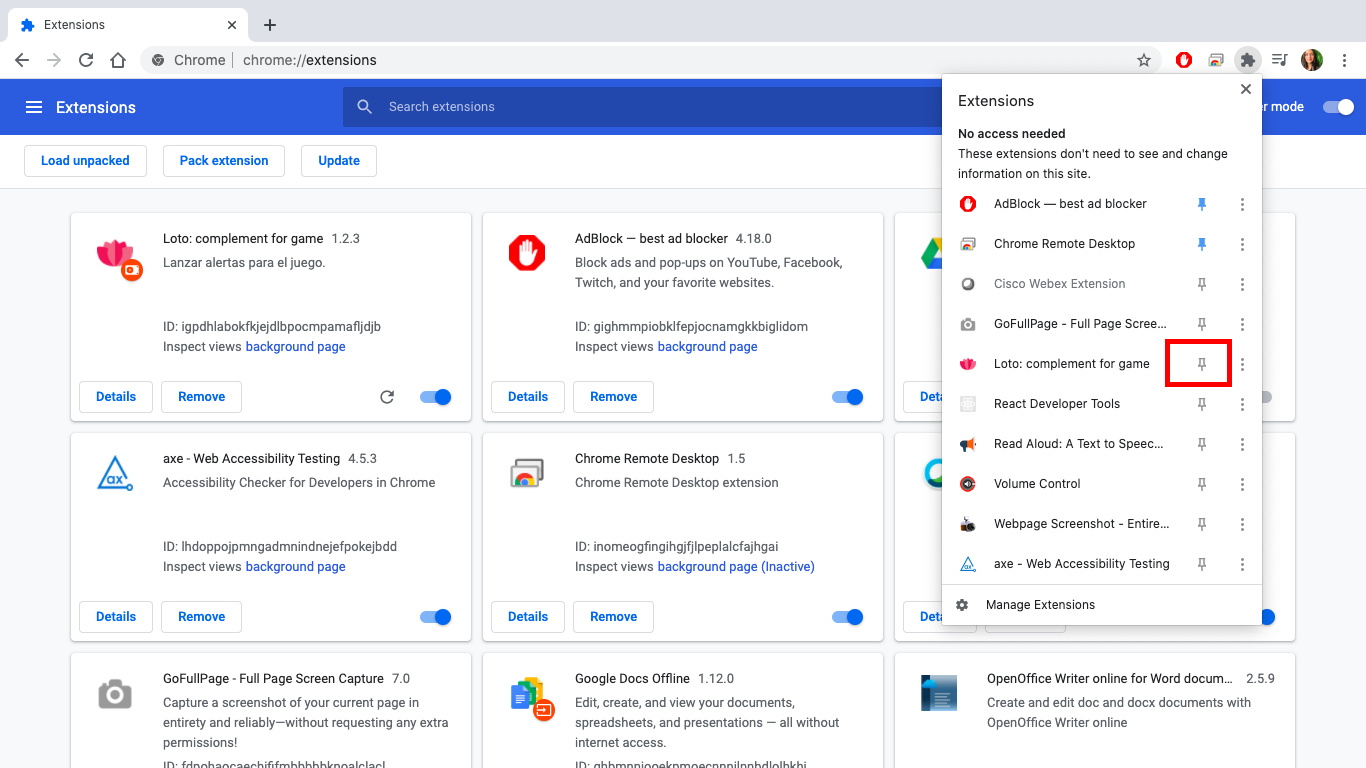 Extensions
Chrome
chrome://extensions
Extensions
Search extensions
er mode
Load unpacked
Pack extension
Update
Loto: complement for game 1.2.3
Lanzar alertas para el juego.
ID: igpdhlabokfkjejdlbpocmpamafljdjb
Inspect views background page
Details
Remove
AdBlock — best ad blocker 4.18.0
Block ads and pop-ups on YouTube, Facebook,
Twitch, and your favorite websites.
ID: gighmmpiobklfepjocnamgkkbiglidom
Inspect views background page
Details
Remove
axe - Web Accessibility Testing 4.5.3
Accessibility Checker for Developers in Chrome
ID: lhdoppojpmngadmnindnejefpokejbdd
Inspect views background page
Details
Remove
Chrome Remote Desktop 1.5
Chrome Remote Desktop extension
ID: inomeogfingihgjfjlpeplalcfajhgai
Inspect views background page (Inactive)
Details
Remove
GoFullPage - Full Page Screen Capture 7.0
Capture a screenshot of your current page in
entirety and reliably—without requesting any extra
permissions!
Google Docs Offline 1.12.0
Edit, create, and view your documents,
spreadsheets, and presentations — all without
internet access.
OpenOffice Writer online for Word docum... 2.5.9
Create and edit doc and docx documents with
OpenOffice Writer online
Extensions
No access needed
These extensions don't need to see and change
information on this site.
AdBlock — best ad blocker
Chrome Remote Desktop
Cisco Webex Extension
GoFullPage - Full Page Scree...
Loto: complement for game
React Developer Tools
Read Aloud: A Text to Speec...
Volume Control
Webpage Screenshot - Entire...
axe - Web Accessibility Testing
Manage Extensions